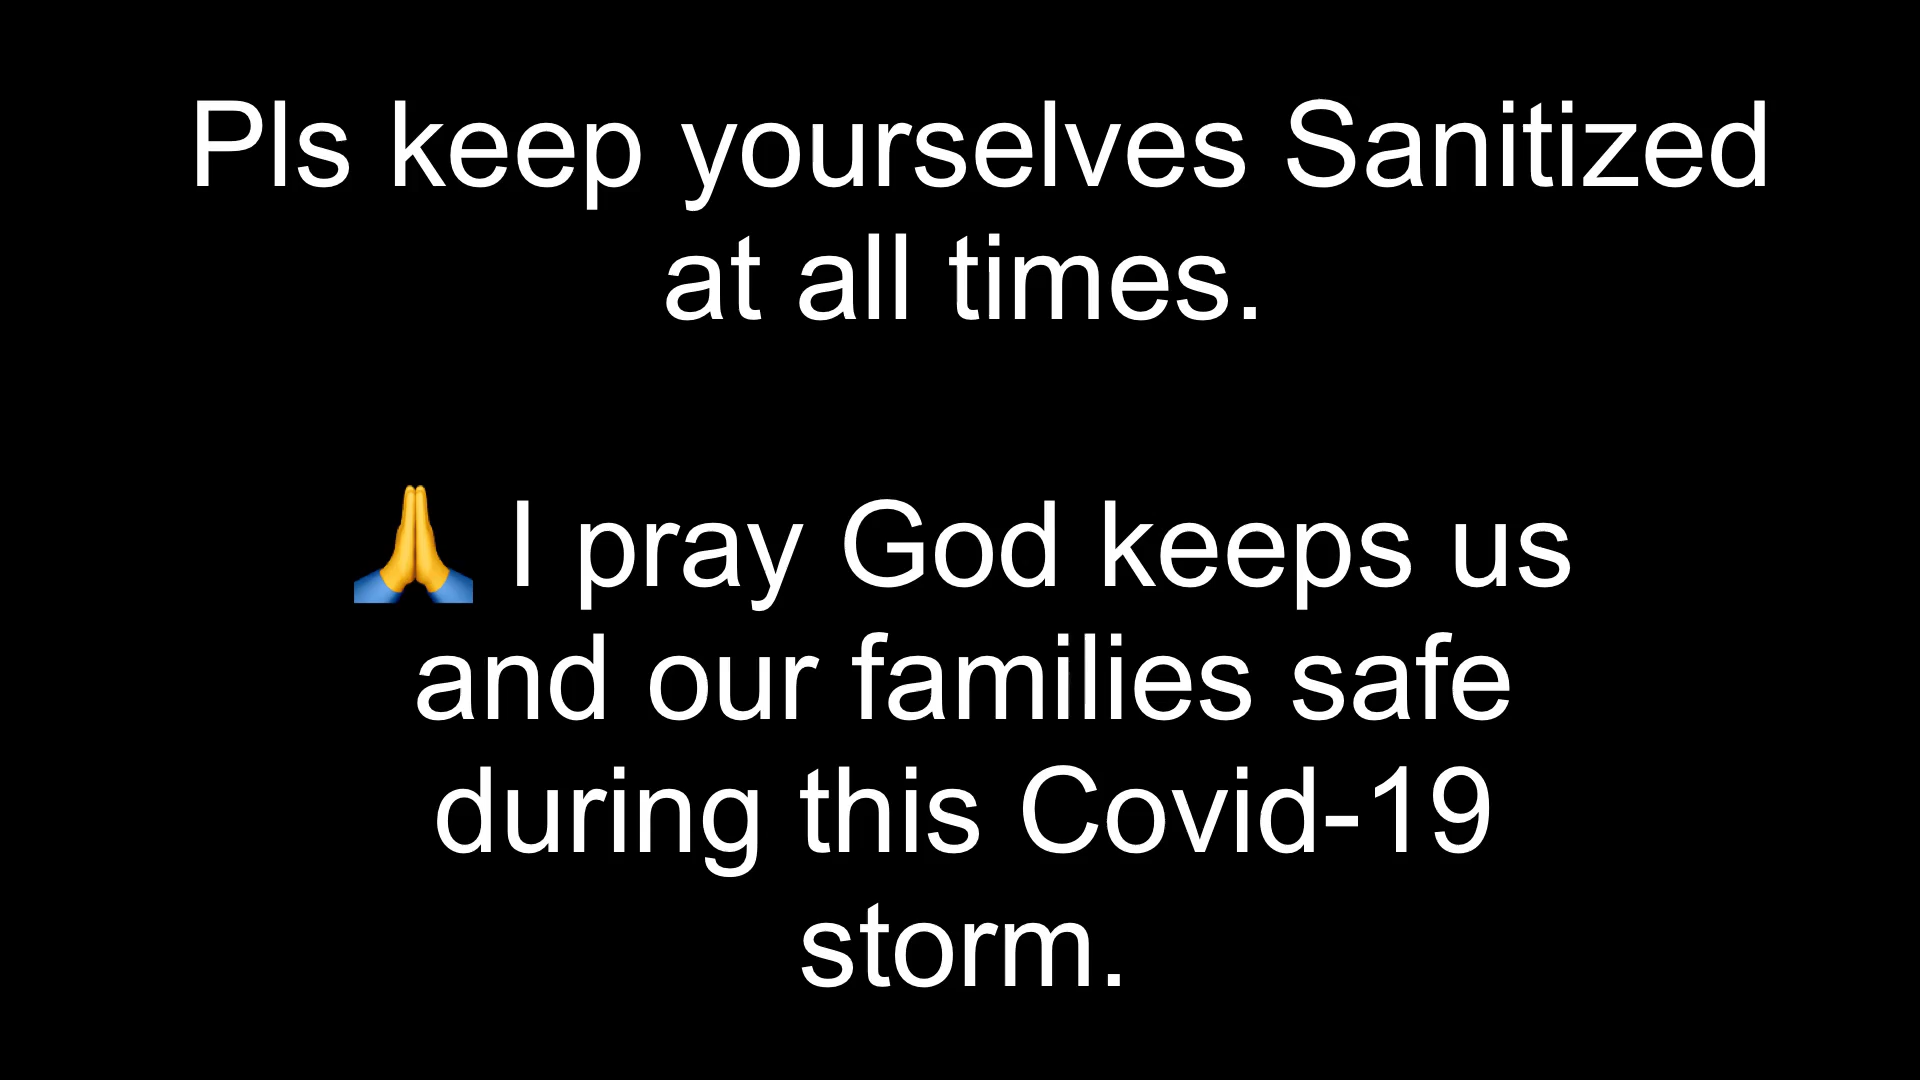 Pls keep yourselves Sanitized
at all times.
🙏 I pray God keeps us
and our families safe
during this Covid-19
storm.